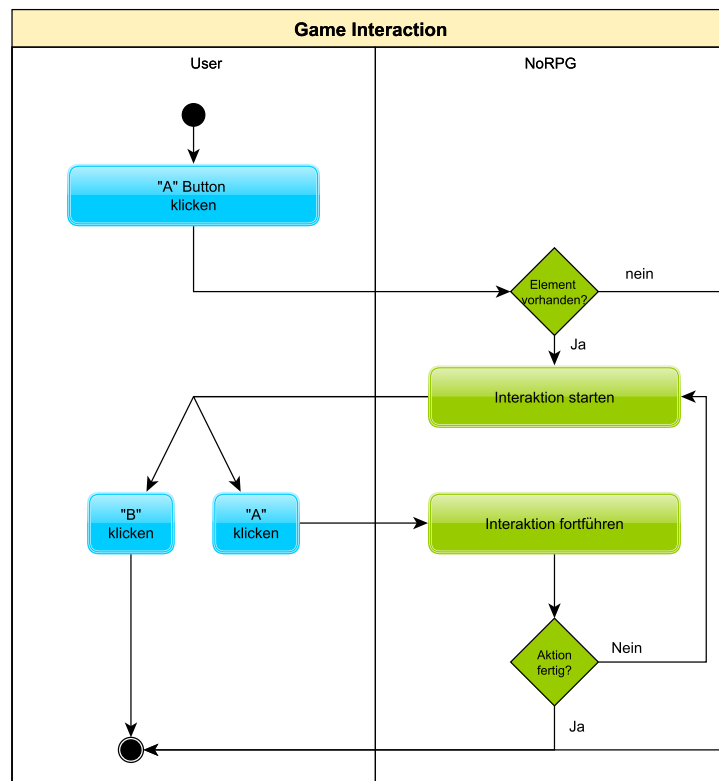 Game Interaction
User
NoRPG
"A" Button
klicken
Element
vorhanden?
nein
Ja
Interaktion starten
"B"
klicken
"A"
klicken
Interaktion fortführen
Aktion
fertig?
Nein
Ja